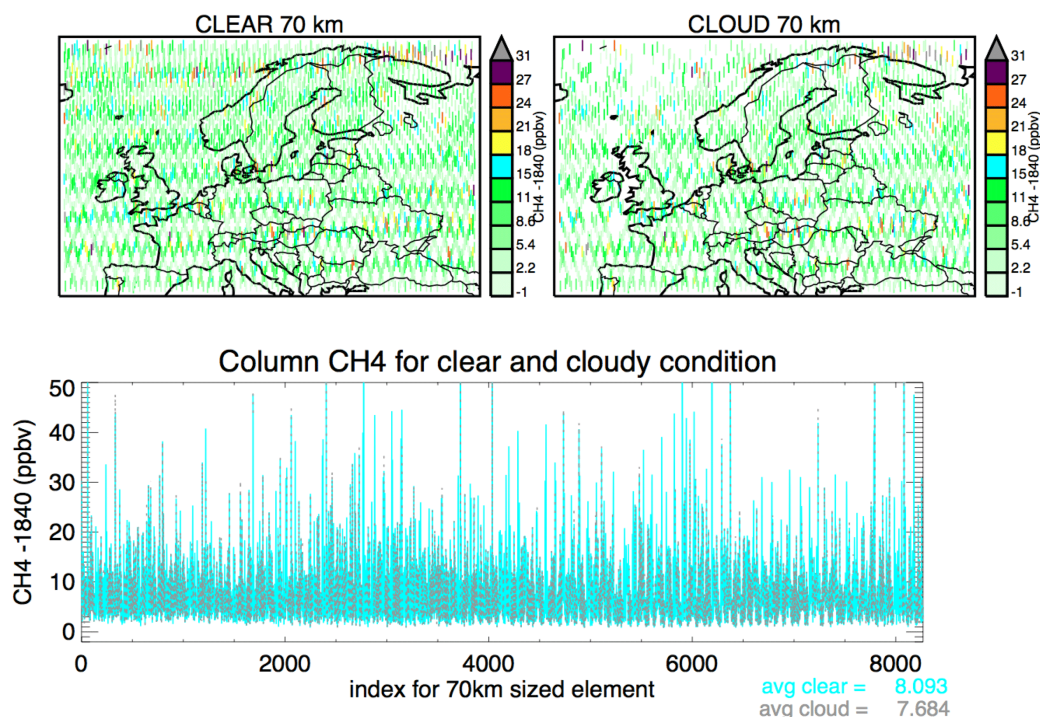 CLEAR 70 km
31
27
24
21
18
15
11
8.6
5.4
2.2
-1
CH4 -1840 (ppbv)
CLOUD 70 km
31
27
24
21
18
15
11
8.6
5.4
2.2
-1
CH4 -1840 (ppbv)
Column CH4 for clear and cloudy condition
CH4 -1840 (ppbv)
50
40
30
20
10
0
0 2000 4000 6000 8000
index for 70km sized element
avg clear = 8.093
avg cloud = 7.684